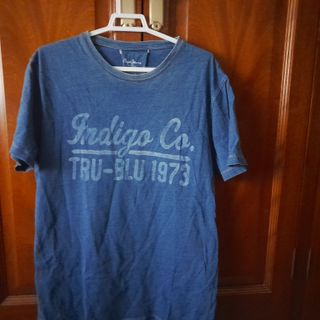 Indigo Co.
TRU-BLU 1973